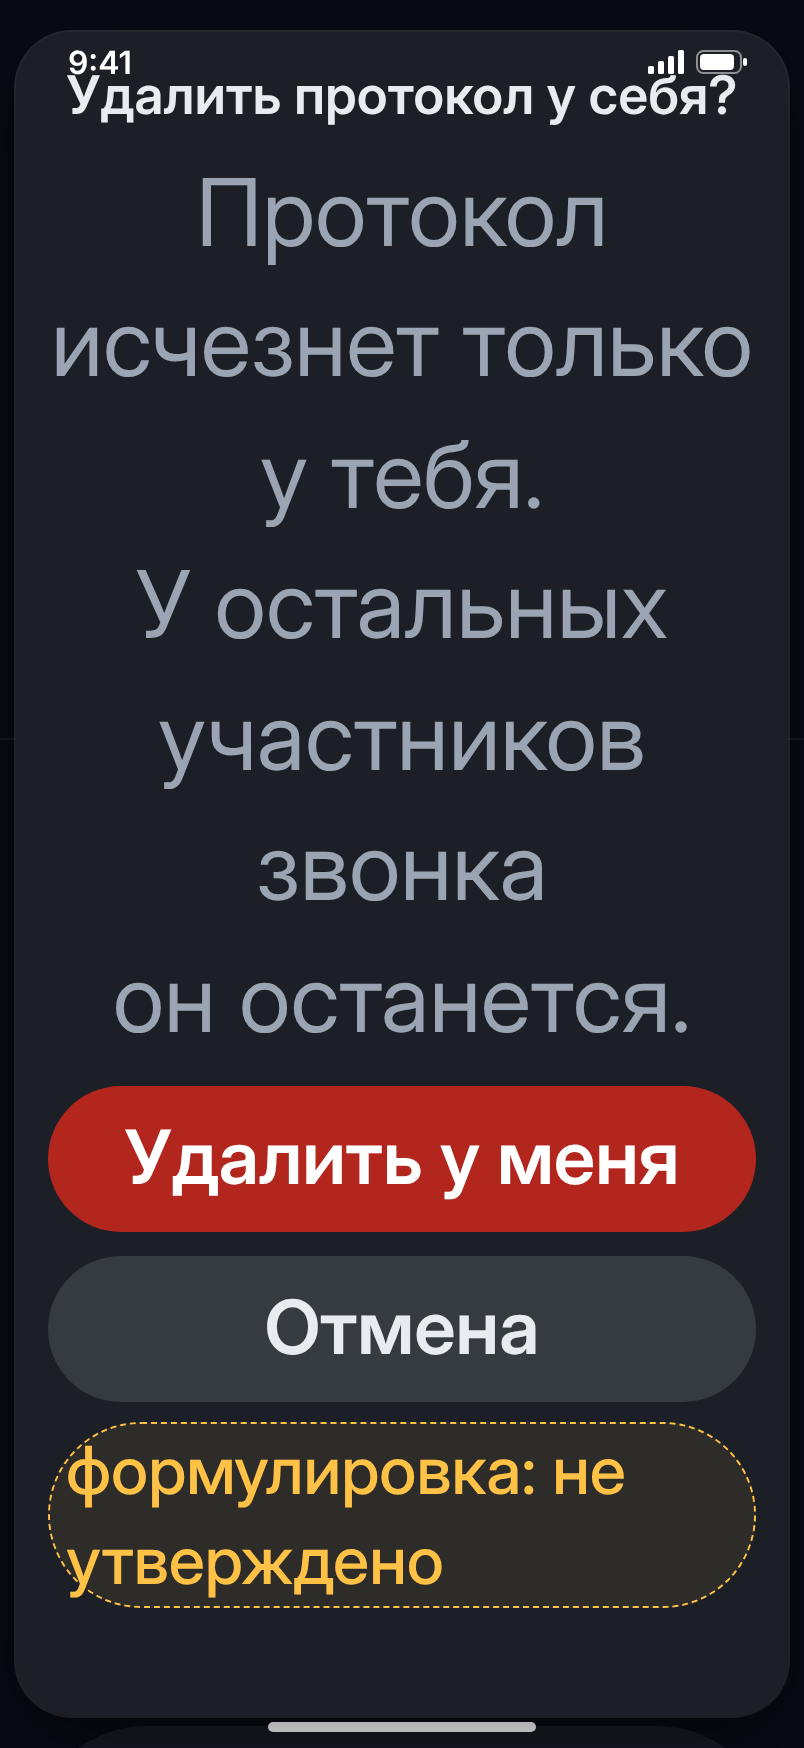 9:41
Удалить протокол у себя?
Протокол
исчезнет только
у тебя.
У остальных
участников
звонка
он останется.
Удалить у меня
Отмена
формулировка: не
утверждено